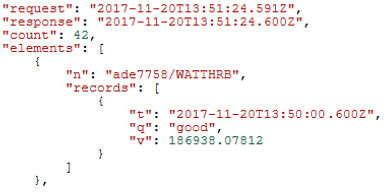 "request": "2017-11-20T13:51:24.591Z",
"response": "2017-11-20T13:51:24.600Z",
"count": 42,
"elements": [
{
"n": "ade7758/WATTHRB",
"records": [
{
"t": "2017-11-20T13:50:00.600Z",
"q": "good",
"v": 186938.07812
}
]
},